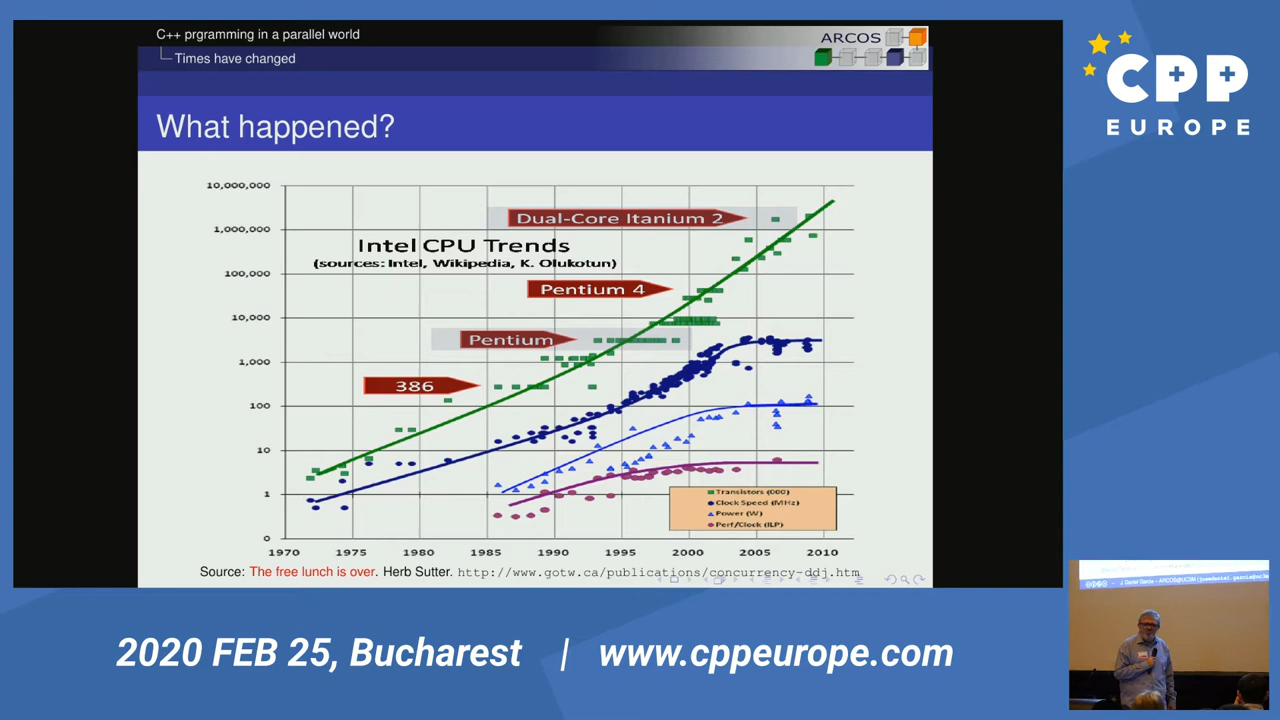 C++ prgramming in a parallel world
Times have changed
ARCOS
CPP
EUROPE
What happened?
10,000,000
1,000,000
100,000
10,000
1,000
100
10
1
0
Dual-Core Itanium 2
Intel CPU Trends
(sources: Intel, Wikipedia, K. Olukotun)
Pentium 4
Pentium
386
Transistors (000)
Clock Speed (MHz)
Power (W)
Perf/Clock (ILP)
1970 1975 1980 1985 1990 1995 2000 2005 2010
Source: The free lunch is over. Herb Sutter. http://www.gotw.ca/publications/concurrency-ddj.htm
J. Daniel Garcia - ARCOS@UC3M
2020 FEB 25, Bucharest | www.cppeurope.com